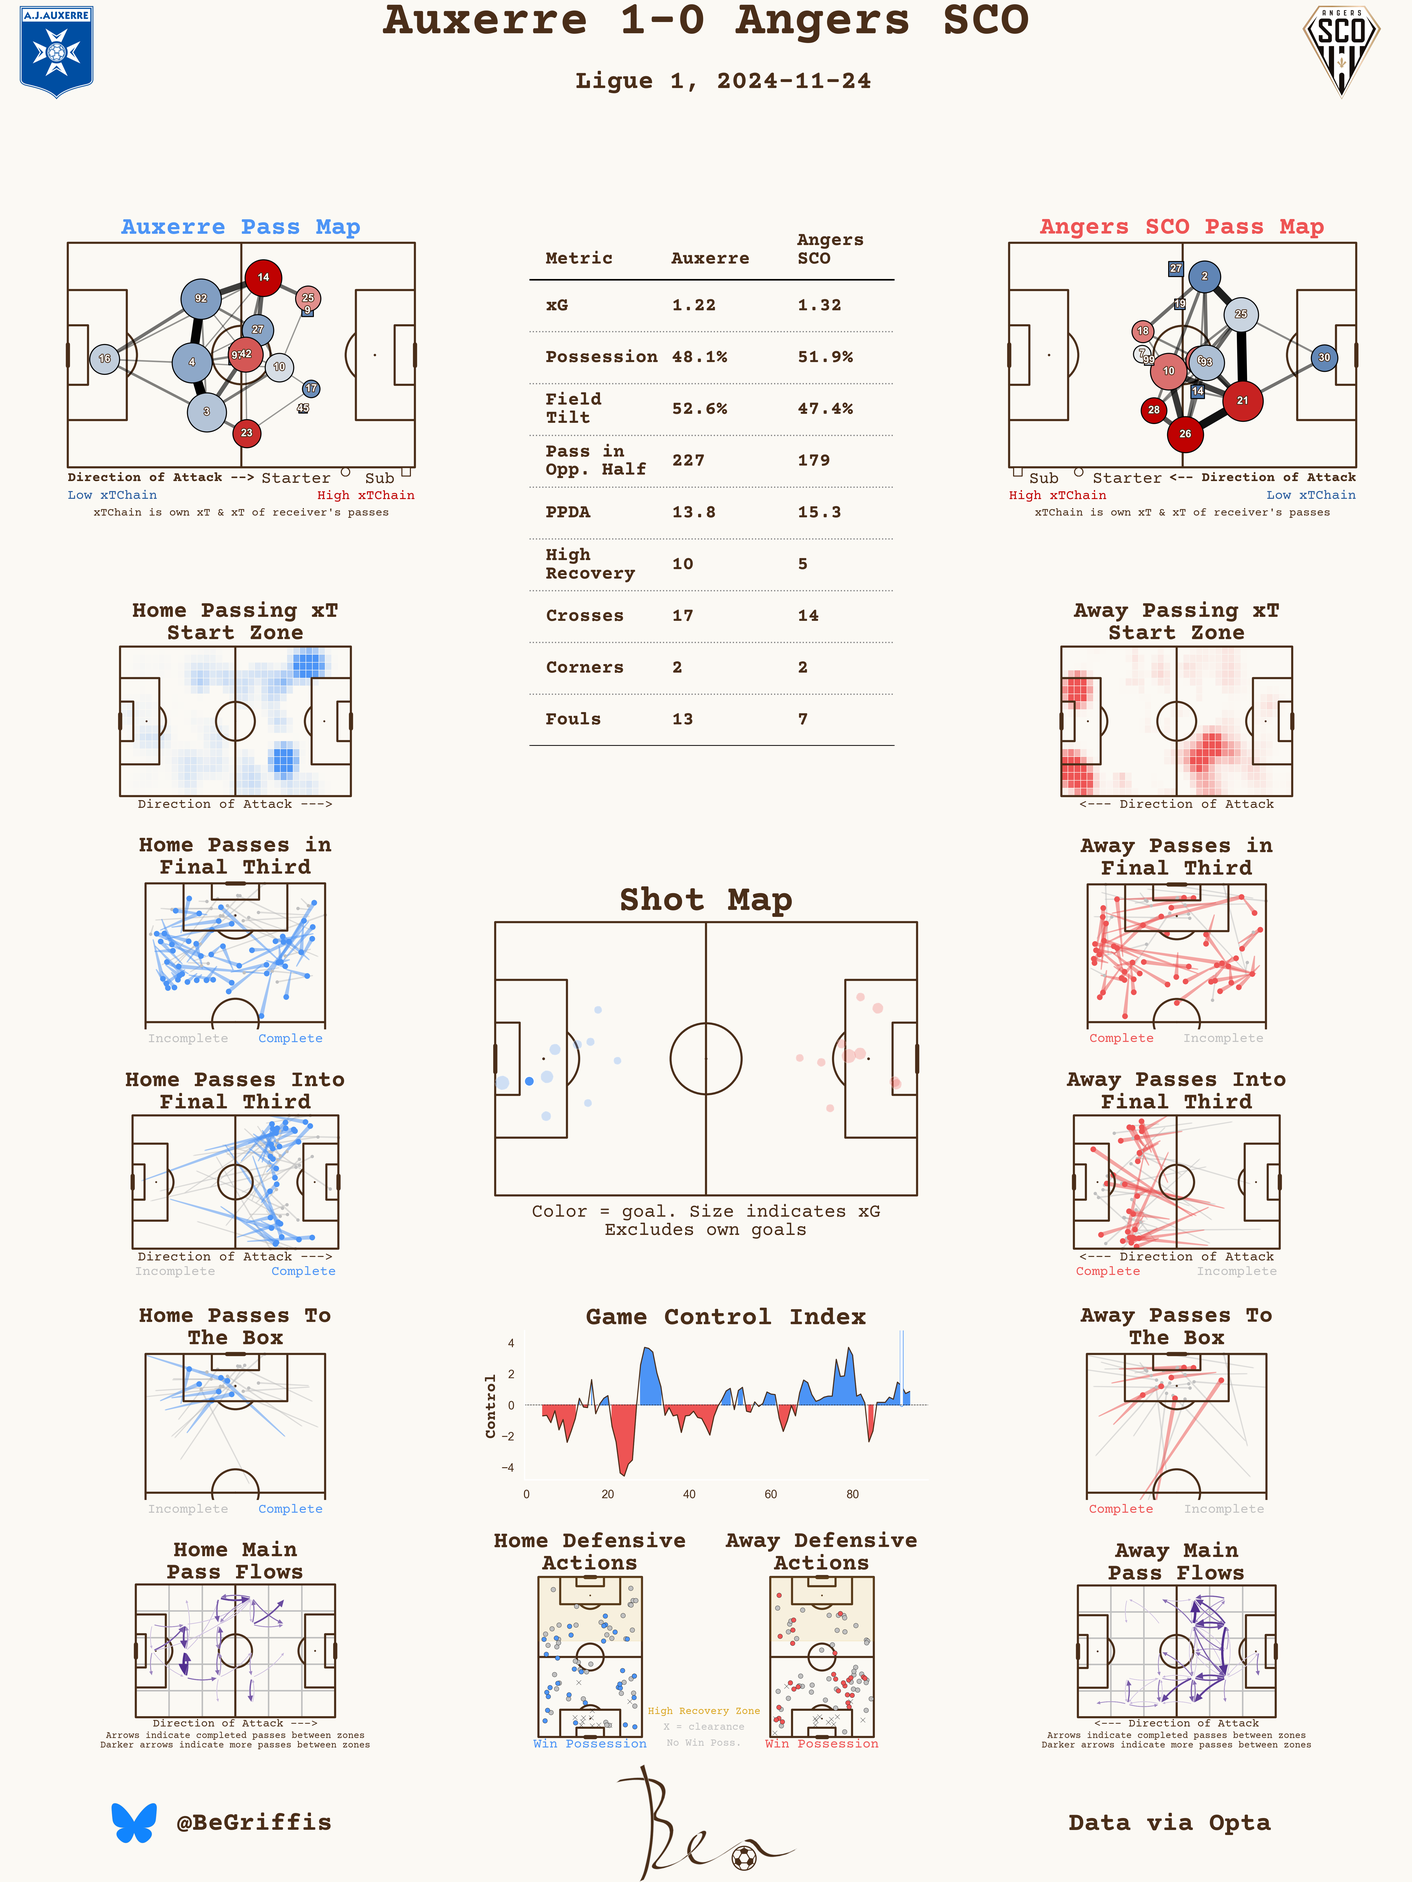 Auxerre 1-0 Angers SCO
Ligue 1, 2024-11-24
A.J.AUXERRE
ANGERS
SCO
Auxerre Pass Map
14
92
25
9
27
42
16
4
10
17
45
3
23
Direction of Attack --> Starter Sub
Low xTChain High xTChain
xTChain is own xT & xT of receiver's passes
Metric Auxerre Angers SCO
xG 1.22 1.32
Possession 48.1% 51.9%
Field Tilt 52.6% 47.4%
Pass in Opp. Half 227 179
PPDA 13.8 15.3
High Recovery 10 5
Crosses 17 14
Corners 2 2
Fouls 13 7
Angers SCO Pass Map
27
2
19
25
18
7
99
93
30
10
14
28
21
26
Sub Starter <-- Direction of Attack
High xTChain Low xTChain
xTChain is own xT & xT of receiver's passes
Home Passing xT
Start Zone
Direction of Attack --->
Away Passing xT
Start Zone
<--- Direction of Attack
Home Passes in
Final Third
Incomplete Complete
Away Passes in
Final Third
Complete Incomplete
Shot Map
Color = goal. Size indicates xG
Excludes own goals
Home Passes Into
Final Third
Direction of Attack --->
Incomplete Complete
Away Passes Into
Final Third
<--- Direction of Attack
Complete Incomplete
Home Passes To
The Box
Incomplete Complete
Game Control Index
Control
4
2
0
−2
−4
0 20 40 60 80
Away Passes To
The Box
Complete Incomplete
Home Main
Pass Flows
Direction of Attack --->
Arrows indicate completed passes between zones
Darker arrows indicate more passes between zones
Home Defensive
Actions
Win Possession
High Recovery Zone
X = clearance
No Win Poss.
Away Defensive
Actions
Win Possession
Away Main
Pass Flows
<--- Direction of Attack
Arrows indicate completed passes between zones
Darker arrows indicate more passes between zones
@BeGriffis
Ben
Data via Opta